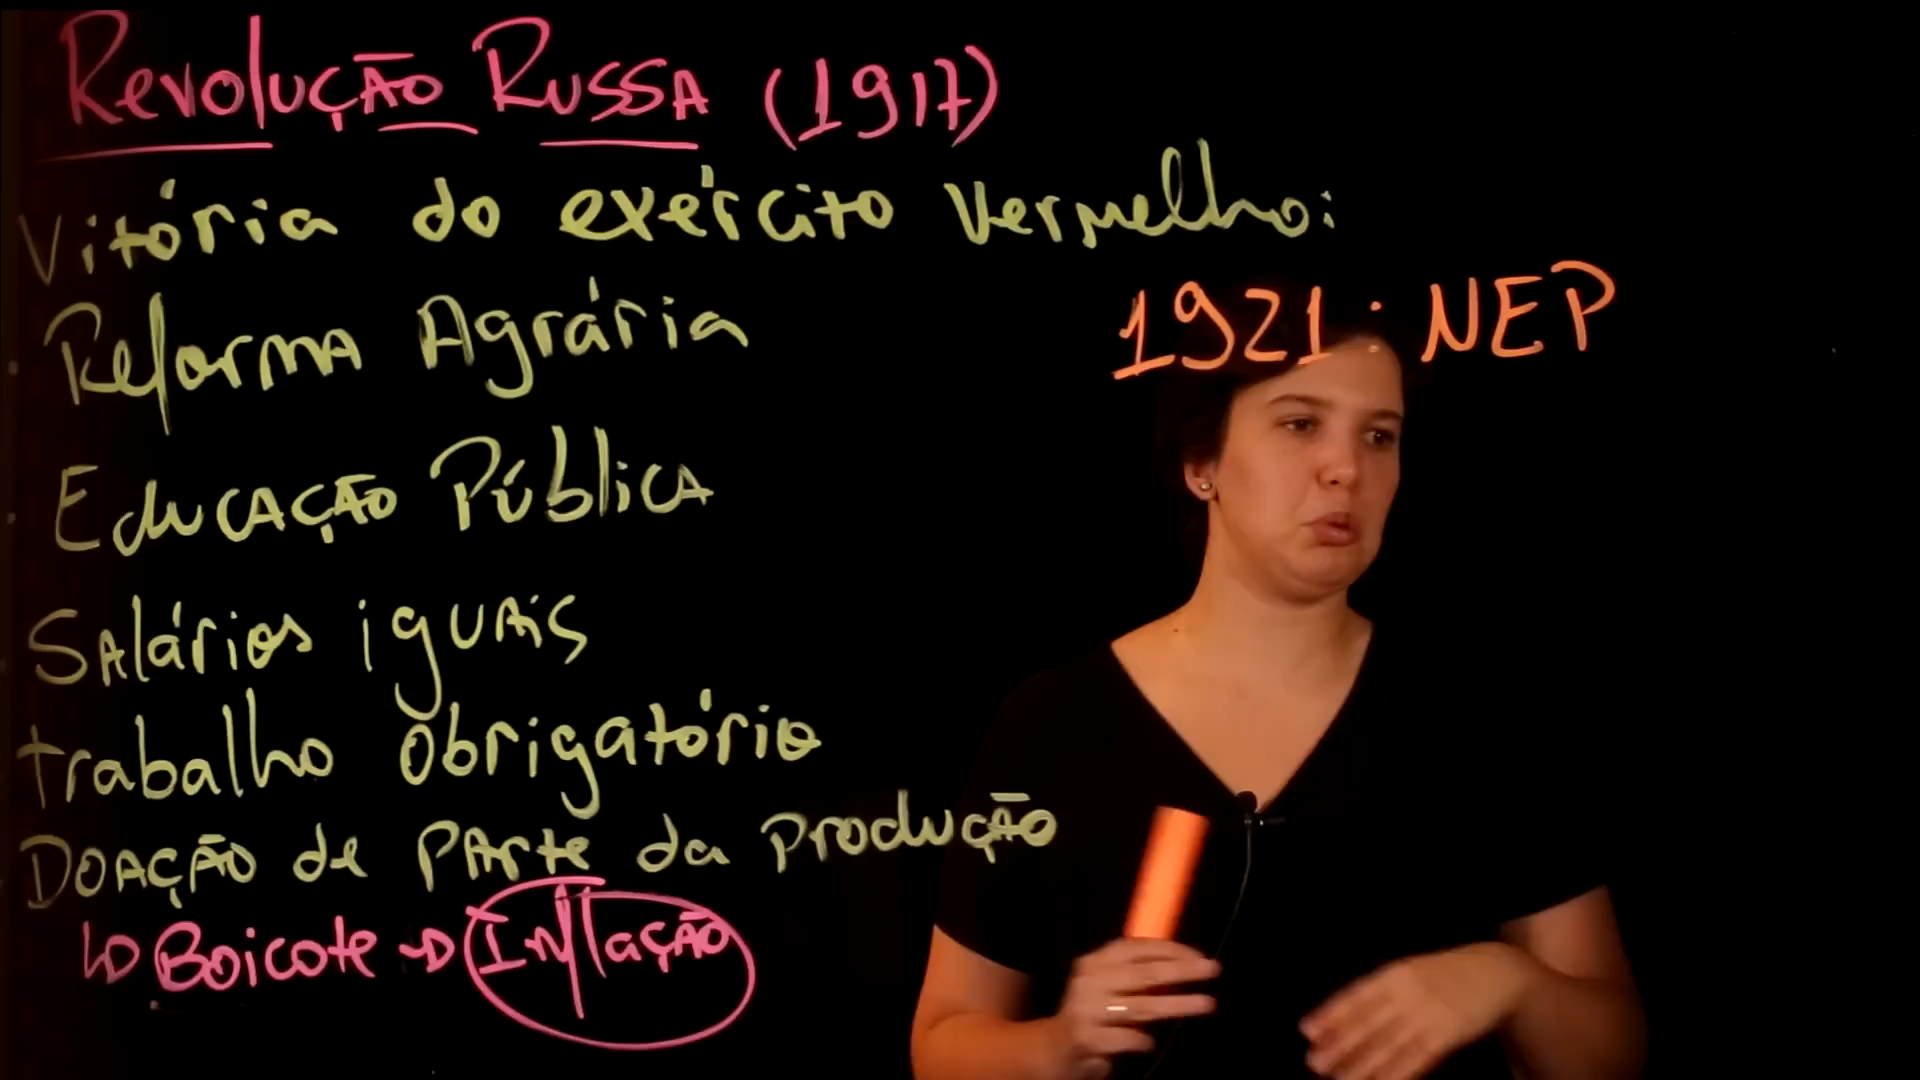 Revolução Russa (1917)
Vitória do exército Vermelho:
1921: NEP
Reforma Agrária
Educação Pública
Salários iguais
trabalho obrigatório
Doação de parte da produção
↳ Boicote → Inflação